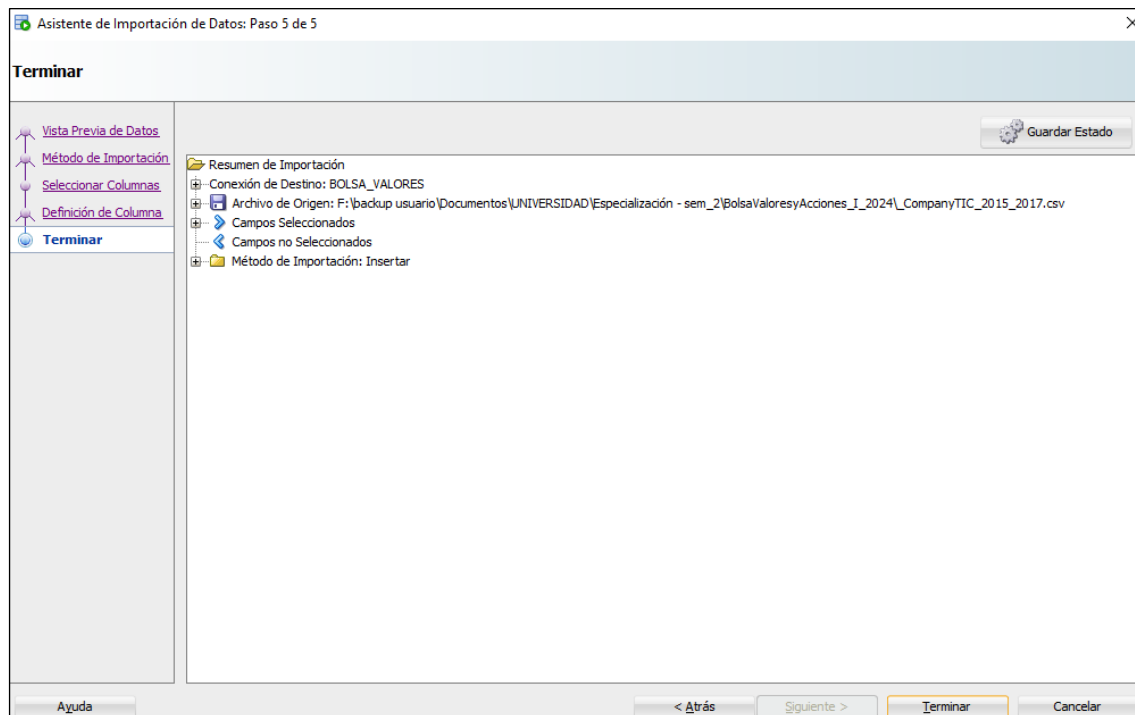 Asistente de Importación de Datos: Paso 5 de 5
Terminar
Vista Previa de Datos
Método de Importación
Seleccionar Columnas
Definición de Columna
Terminar
Guardar Estado
Resumen de Importación
Conexión de Destino: BOLSA_VALORES
Archivo de Origen: F:\backup usuario\Documentos\UNIVERSIDAD\Especialización - sem_2\BolsaValoresyAcciones_I_2024\_CompanyTIC_2015_2017.csv
Campos Seleccionados
Campos no Seleccionados
Método de Importación: Insertar
Ayuda
< Atrás
Siguiente >
Terminar
Cancelar